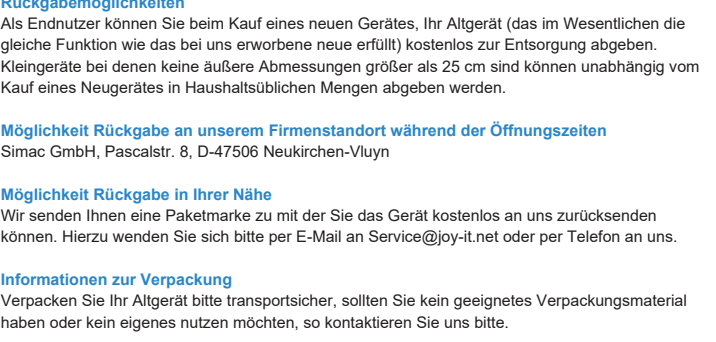 Rückgabemöglichkeiten
Als Endnutzer können Sie beim Kauf eines neuen Gerätes, Ihr Altgerät (das im Wesentlichen die
gleiche Funktion wie das bei uns erworbene neue erfüllt) kostenlos zur Entsorgung abgeben.
Kleingeräte bei denen keine äußere Abmessungen größer als 25 cm sind können unabhängig vom
Kauf eines Neugerätes in Haushaltsüblichen Mengen abgeben werden.
Möglichkeit Rückgabe an unserem Firmenstandort während der Öffnungszeiten
Simac GmbH, Pascalstr. 8, D-47506 Neukirchen-Vluyn
Möglichkeit Rückgabe in Ihrer Nähe
Wir senden Ihnen eine Paketmarke zu mit der Sie das Gerät kostenlos an uns zurücksenden
können. Hierzu wenden Sie sich bitte per E-Mail an Service@joy-it.net oder per Telefon an uns.
Informationen zur Verpackung
Verpacken Sie Ihr Altgerät bitte transportsicher, sollten Sie kein geeignetes Verpackungsmaterial
haben oder kein eigenes nutzen möchten, so kontaktieren Sie uns bitte.